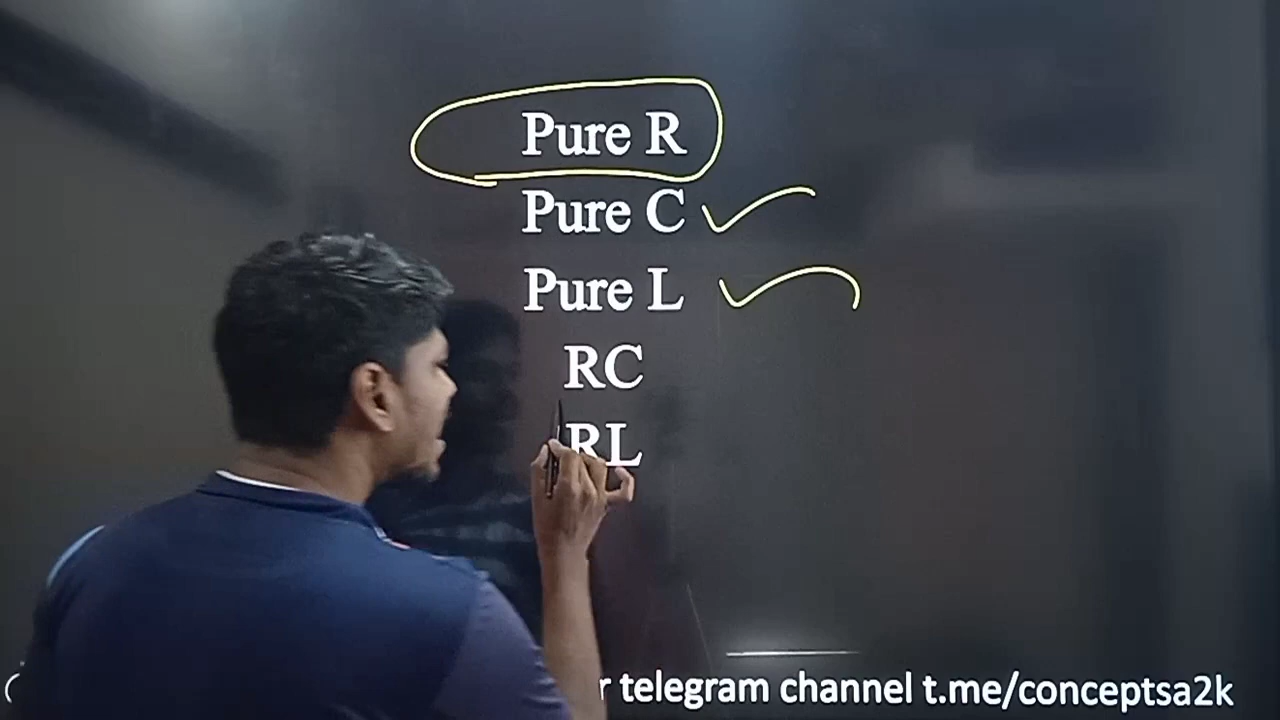 Pure R
Pure C
Pure L
RC
RL
telegram channel t.me/conceptsa2k